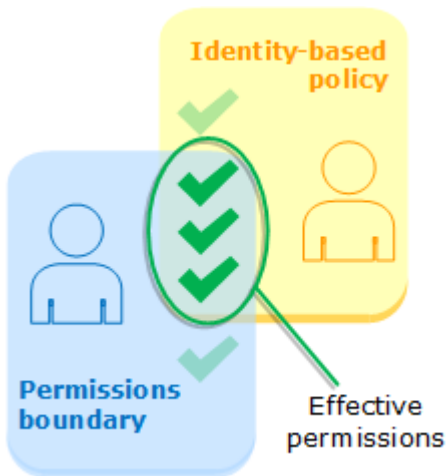 Identity-based
policy
Permissions
boundary
Effective
permissions